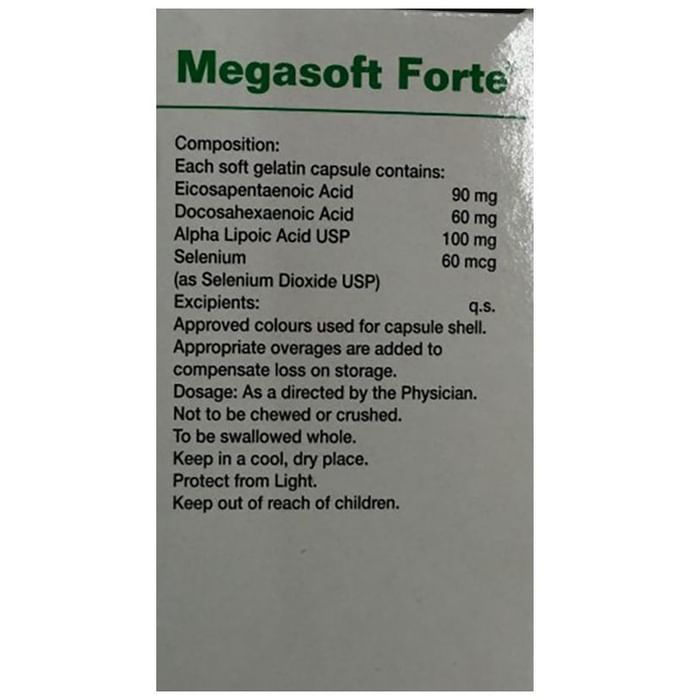 Megasoft Forte
Composition:
Each soft gelatin capsule contains:
Eicosapentaenoic Acid 90 mg
Docosahexaenoic Acid 60 mg
Alpha Lipoic Acid USP 100 mg
Selenium 60 mcg
(as Selenium Dioxide USP)
Excipients: q.s.
Approved colours used for capsule shell.
Appropriate overages are added to
compensate loss on storage.
Dosage: As a directed by the Physician.
Not to be chewed or crushed.
To be swallowed whole.
Keep in a cool, dry place.
Protect from Light.
Keep out of reach of children.